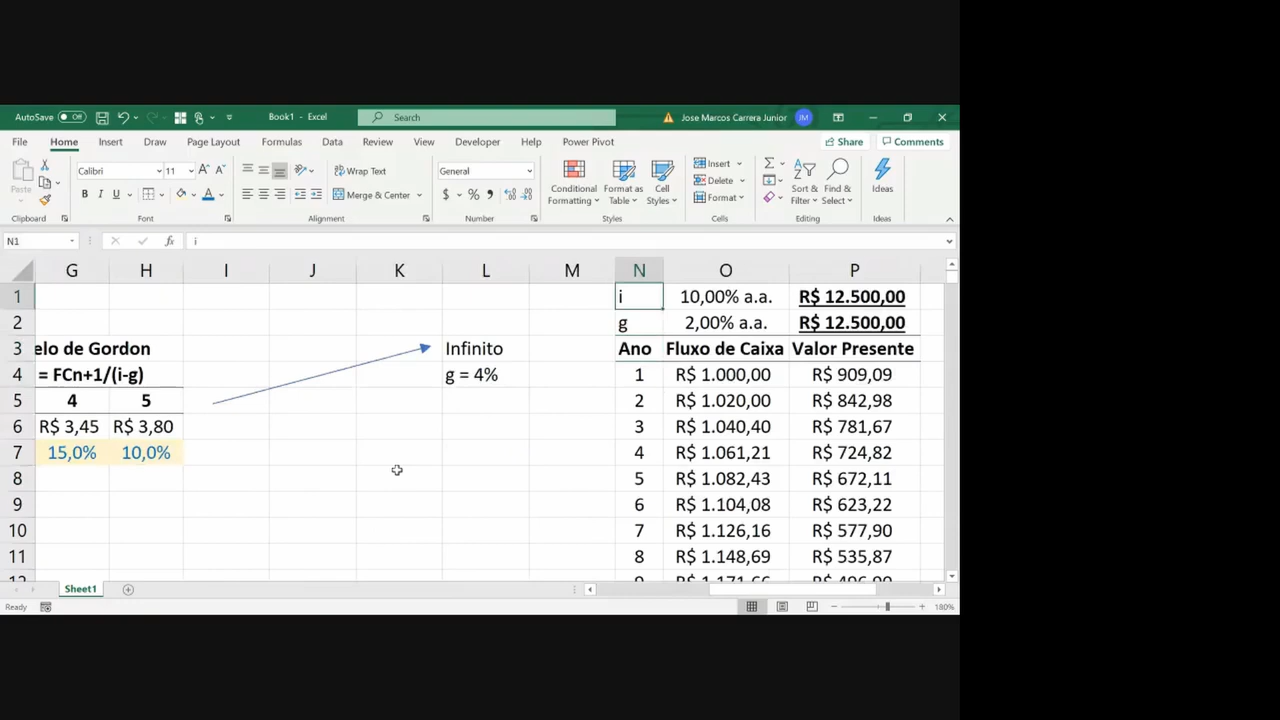 AutoSave Off Book1 - Excel Search Jose Marcos Carrera Junior JM
File Home Insert Draw Page Layout Formulas Data Review View Developer Help Power Pivot Share Comments
Paste Calibri 11 A A Wrap Text General Conditional Formatting Format as Table Cell Styles Insert Sort & Filter Find & Select Ideas
B I U A Merge & Center $ % Delete
Format
Clipboard Font Alignment Number Styles Cells Editing Ideas
N1 fx i
G H I J K L M N O P
1 i 10,00% a.a. R$ 12.500,00
2 g 2,00% a.a. R$ 12.500,00
3 elo de Gordon Infinito Ano Fluxo de Caixa Valor Presente
4 = FCn+1/(i-g) g = 4% 1 R$ 1.000,00 R$ 909,09
5 4 5 2 R$ 1.020,00 R$ 842,98
6 R$ 3,45 R$ 3,80 3 R$ 1.040,40 R$ 781,67
7 15,0% 10,0% 4 R$ 1.061,21 R$ 724,82
8 5 R$ 1.082,43 R$ 672,11
9 6 R$ 1.104,08 R$ 623,22
10 7 R$ 1.126,16 R$ 577,90
11 8 R$ 1.148,69 R$ 535,87
Sheet1
Ready 180%